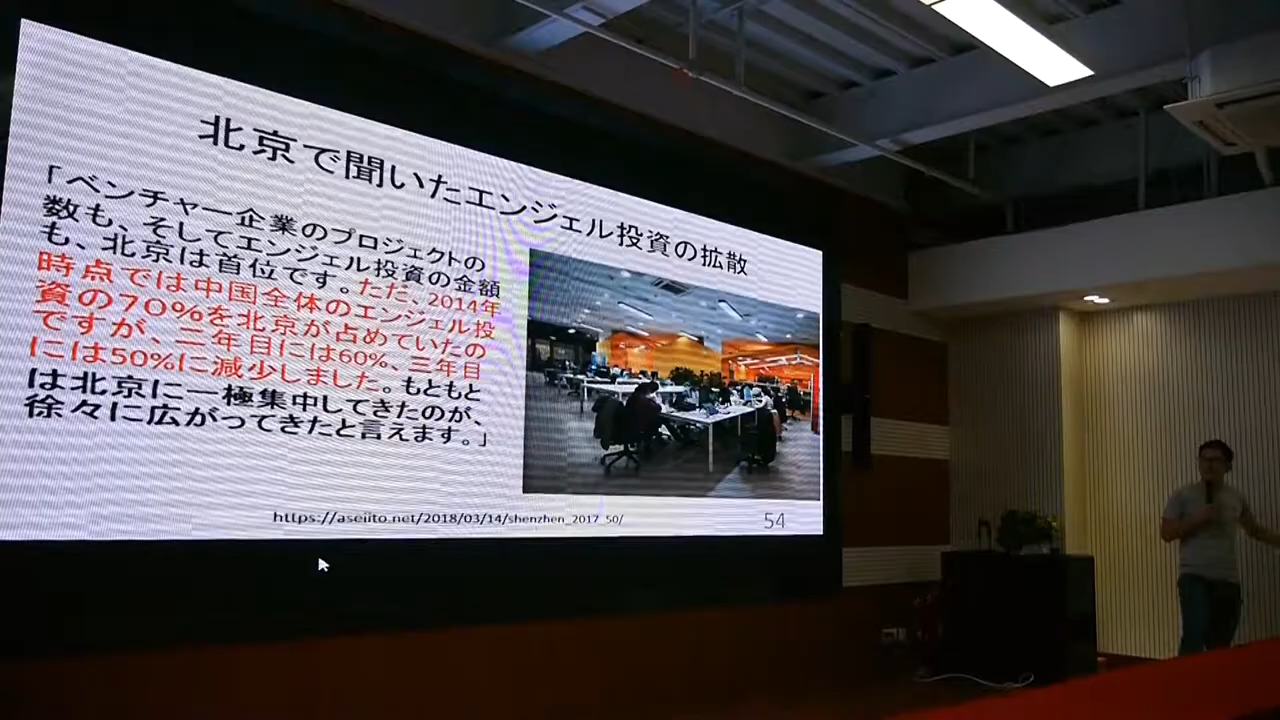 北京で聞いたエンジェル投資の拡散
「ベンチャー企業のプロジェクトの
数も、そしてエンジェル投資の金額
も、北京は首位です。ただ、2014年
時点では中国全体のエンジェル投
資の70%を北京が占めていたの
ですが、二年目には60%、三年目
には50%に減少しました。もともと
は北京に一極集中してきたのが、
徐々に広がってきたと言えます。」
https://aseiito.net/2018/03/14/shenzhen_2017_50/
54